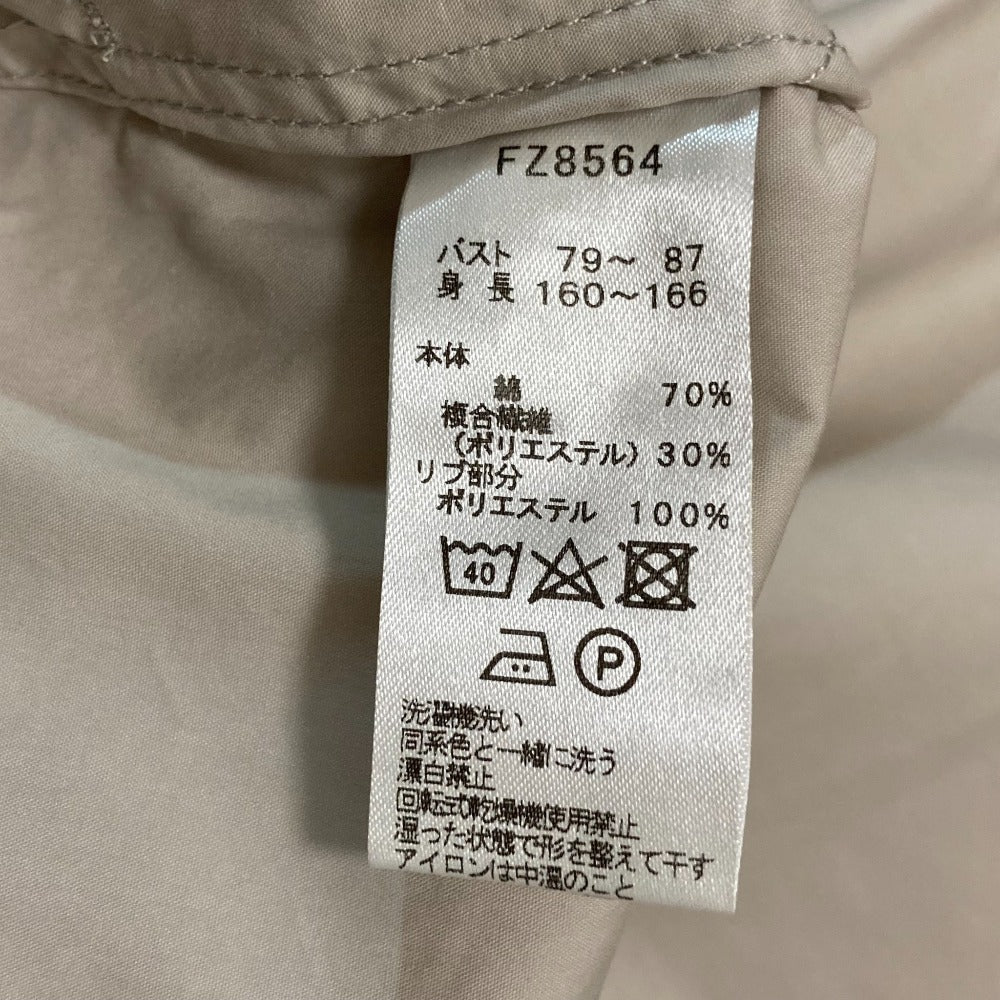 FZ8564
バスト 79～ 87
身長 160～166
本体
綿 70%
複合繊維
(ポリエステル) 30%
リブ部分
ポリエステル 100%
40
P
洗濯機洗い
同系色と一緒に洗う
漂白禁止
回転式乾燥機使用禁止
湿った状態で形を整えて干す
アイロンは中温のこと